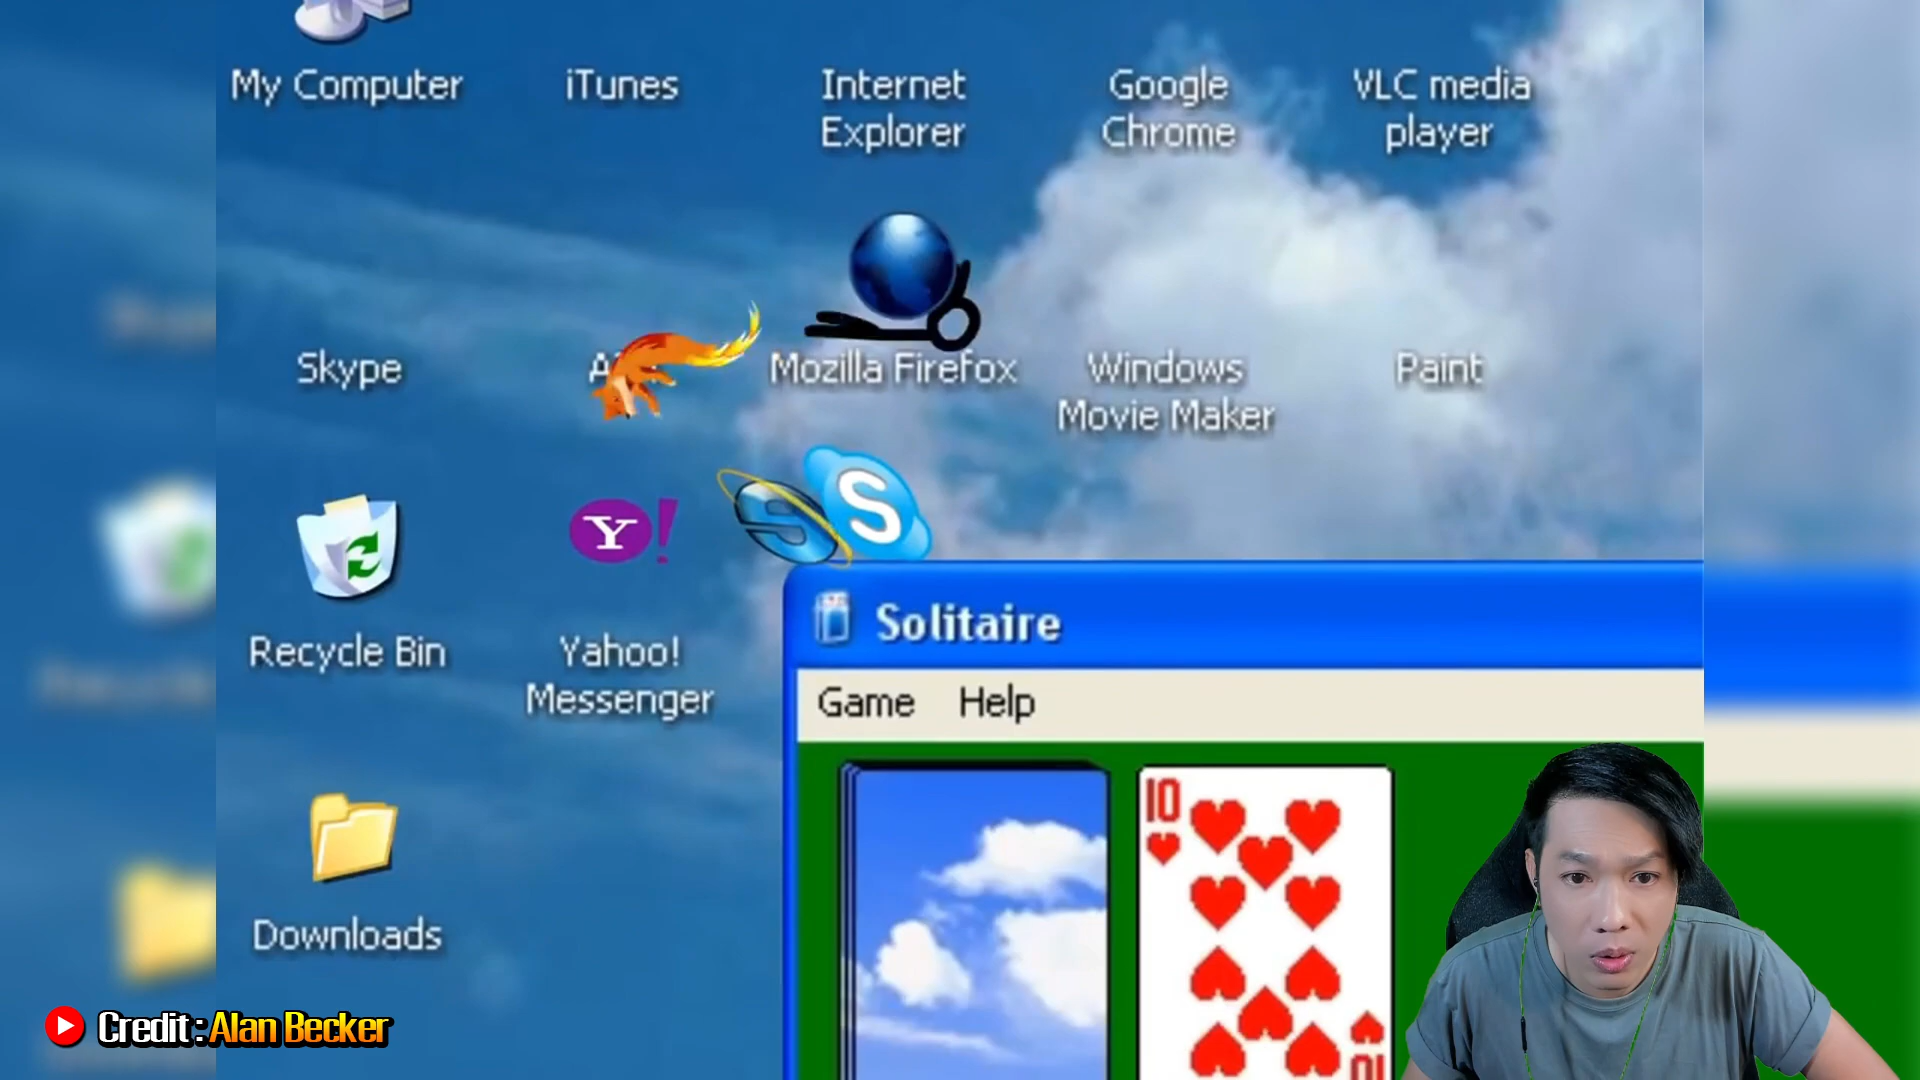 My Computer
iTunes
Internet
Explorer
Google
Chrome
VLC media
player
Skype
A
Mozilla Firefox
Windows
Movie Maker
Paint
S
Y!
Recycle Bin
Yahoo!
Messenger
Solitaire
Game Help
10
10
Downloads
Credit : Alan Becker